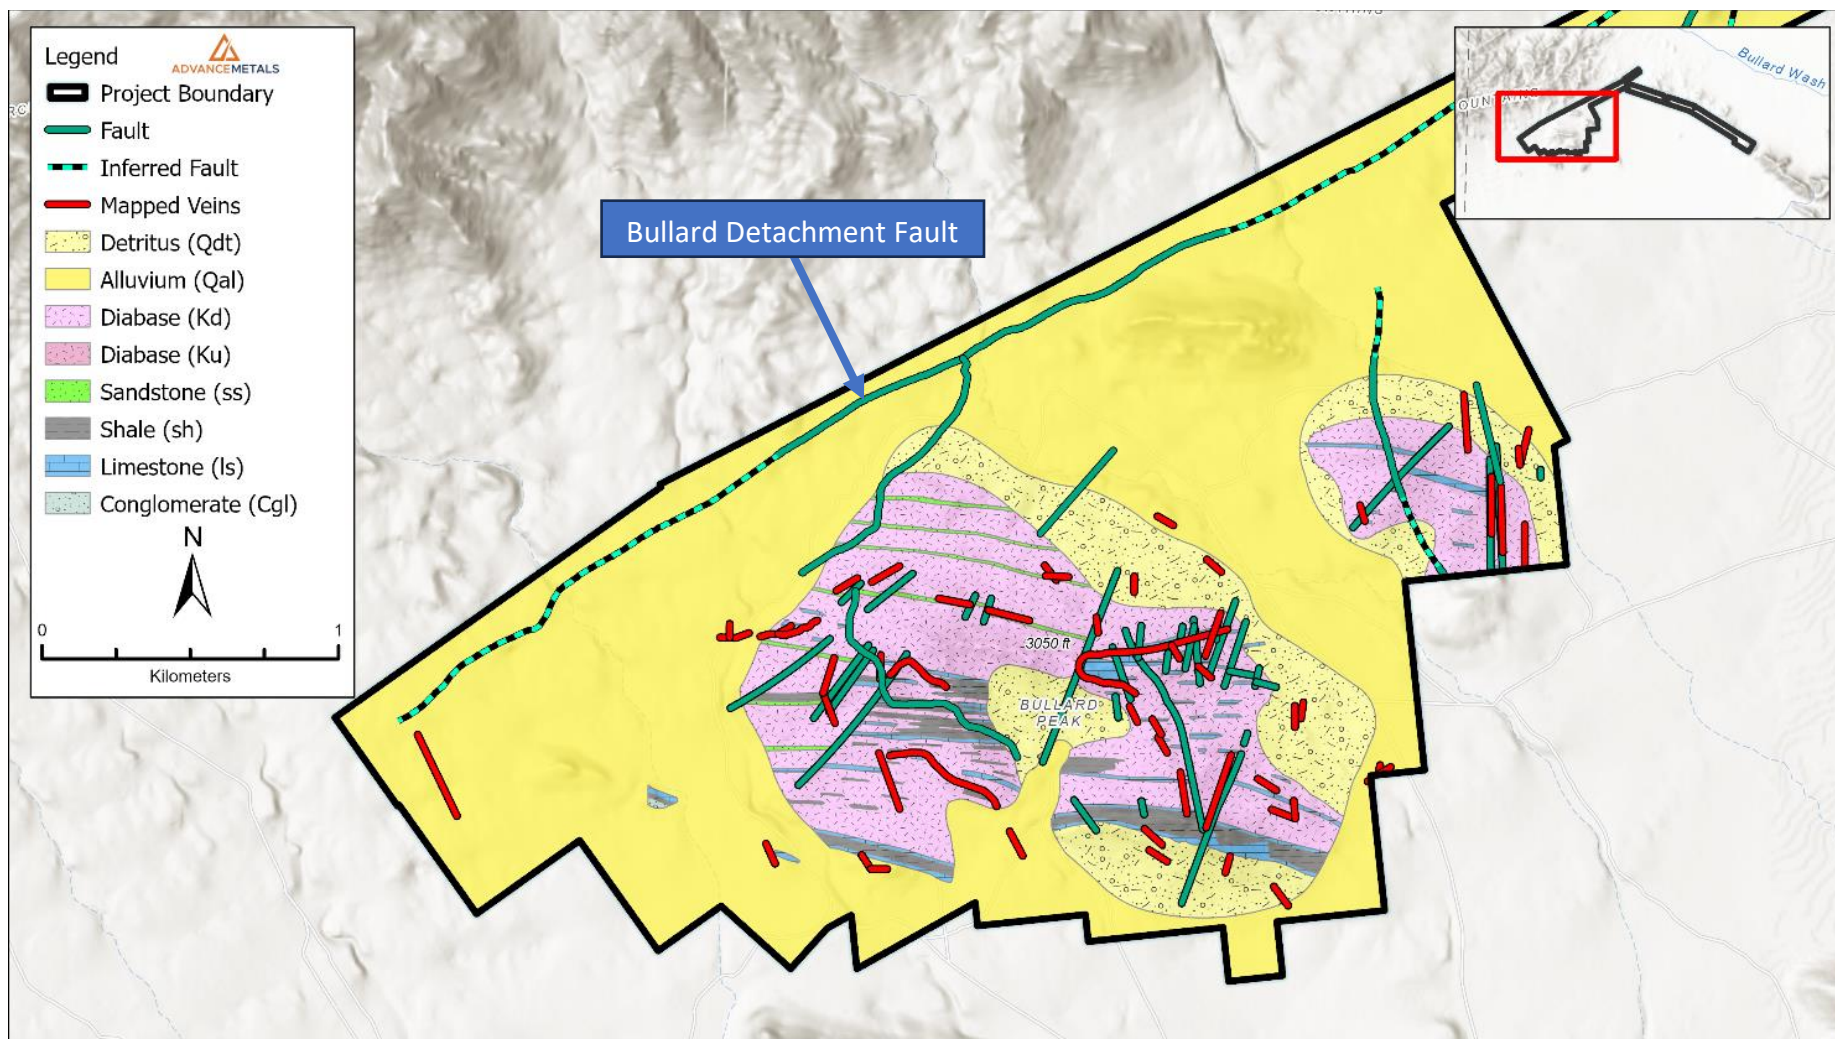 Legend
ADVANCEMETALS
Project Boundary
Fault
Inferred Fault
Mapped Veins
Detritus (Qdt)
Alluvium (Qal)
Diabase (Kd)
Diabase (Ku)
Sandstone (ss)
Shale (sh)
Limestone (ls)
Conglomerate (Cgl)
N
0 1
Kilometers
Bullard Detachment Fault
3050 ft
BULLARD
PEAK
Bullard Wash
OUNTAINS